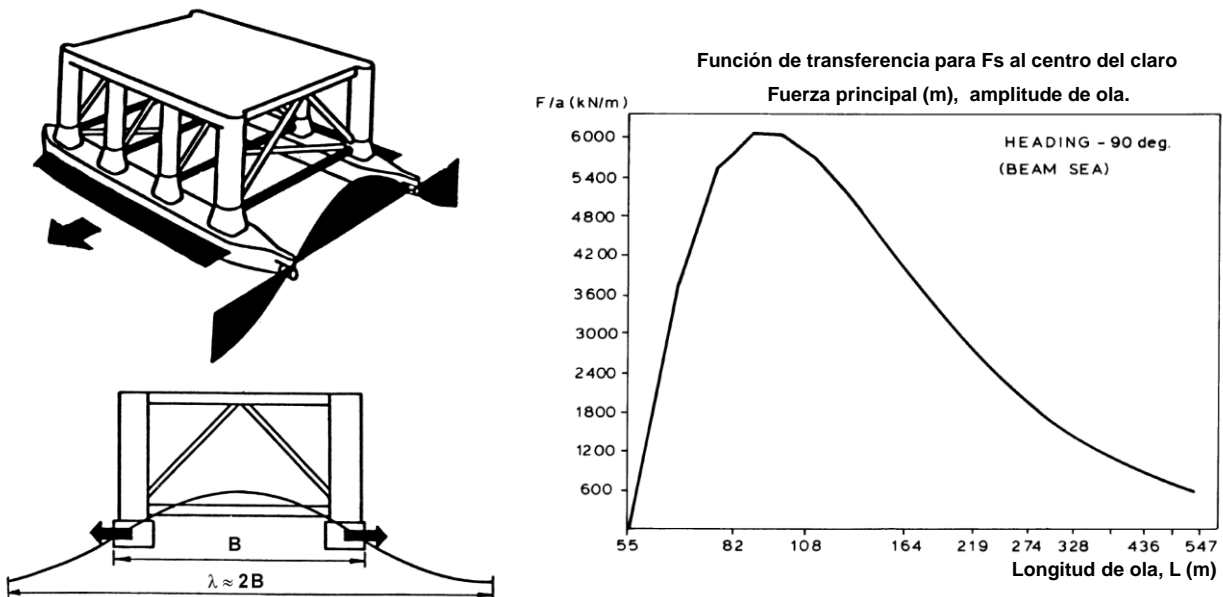 Función de transferencia para Fs al centro del claro
Fuerza principal (m), amplitude de ola.
F/a (kN/m)
HEADING - 90 deg.
(BEAM SEA)
6000
5400
4800
4200
3600
3000
2400
1800
1200
600
55 82 108 164 219 274 328 436 547
Longitud de ola, L (m)
B
λ ≈ 2B